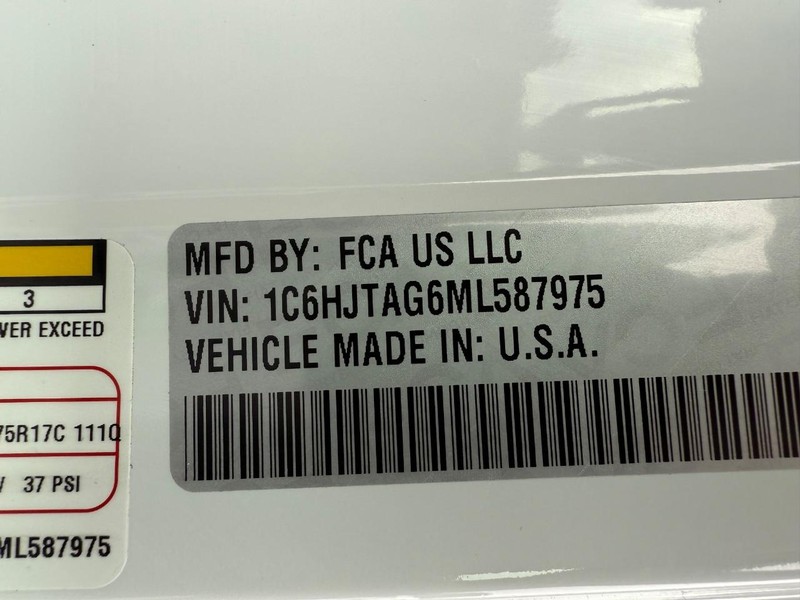 MFD BY: FCA US LLC
VIN: 1C6HJTAG6ML587975
VEHICLE MADE IN: U.S.A.
3
VER EXCEED
75R17C 111Q
37 PSI
ML587975